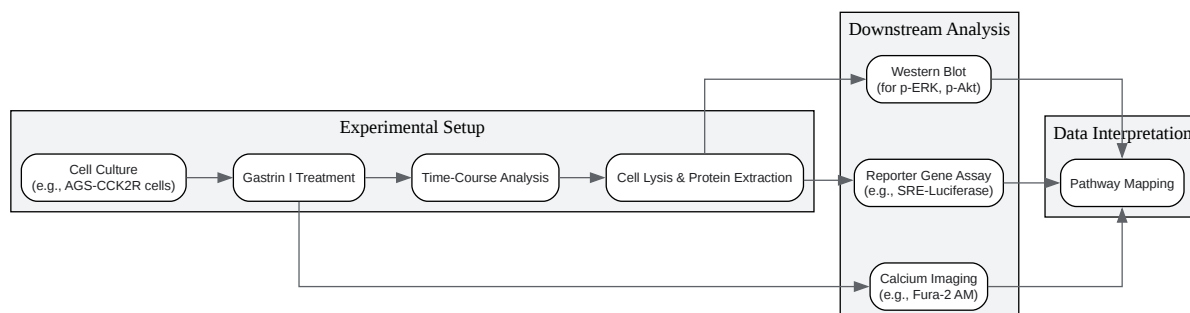 Downstream Analysis
Western Blot
(for p-ERK, p-Akt)
Experimental Setup
Data Interpretation
Cell Culture
(e.g., AGS-CCK2R cells)
Gastrin I Treatment
Time-Course Analysis
Cell Lysis & Protein Extraction
Reporter Gene Assay
(e.g., SRE-Luciferase)
Pathway Mapping
Calcium Imaging
(e.g., Fura-2 AM)